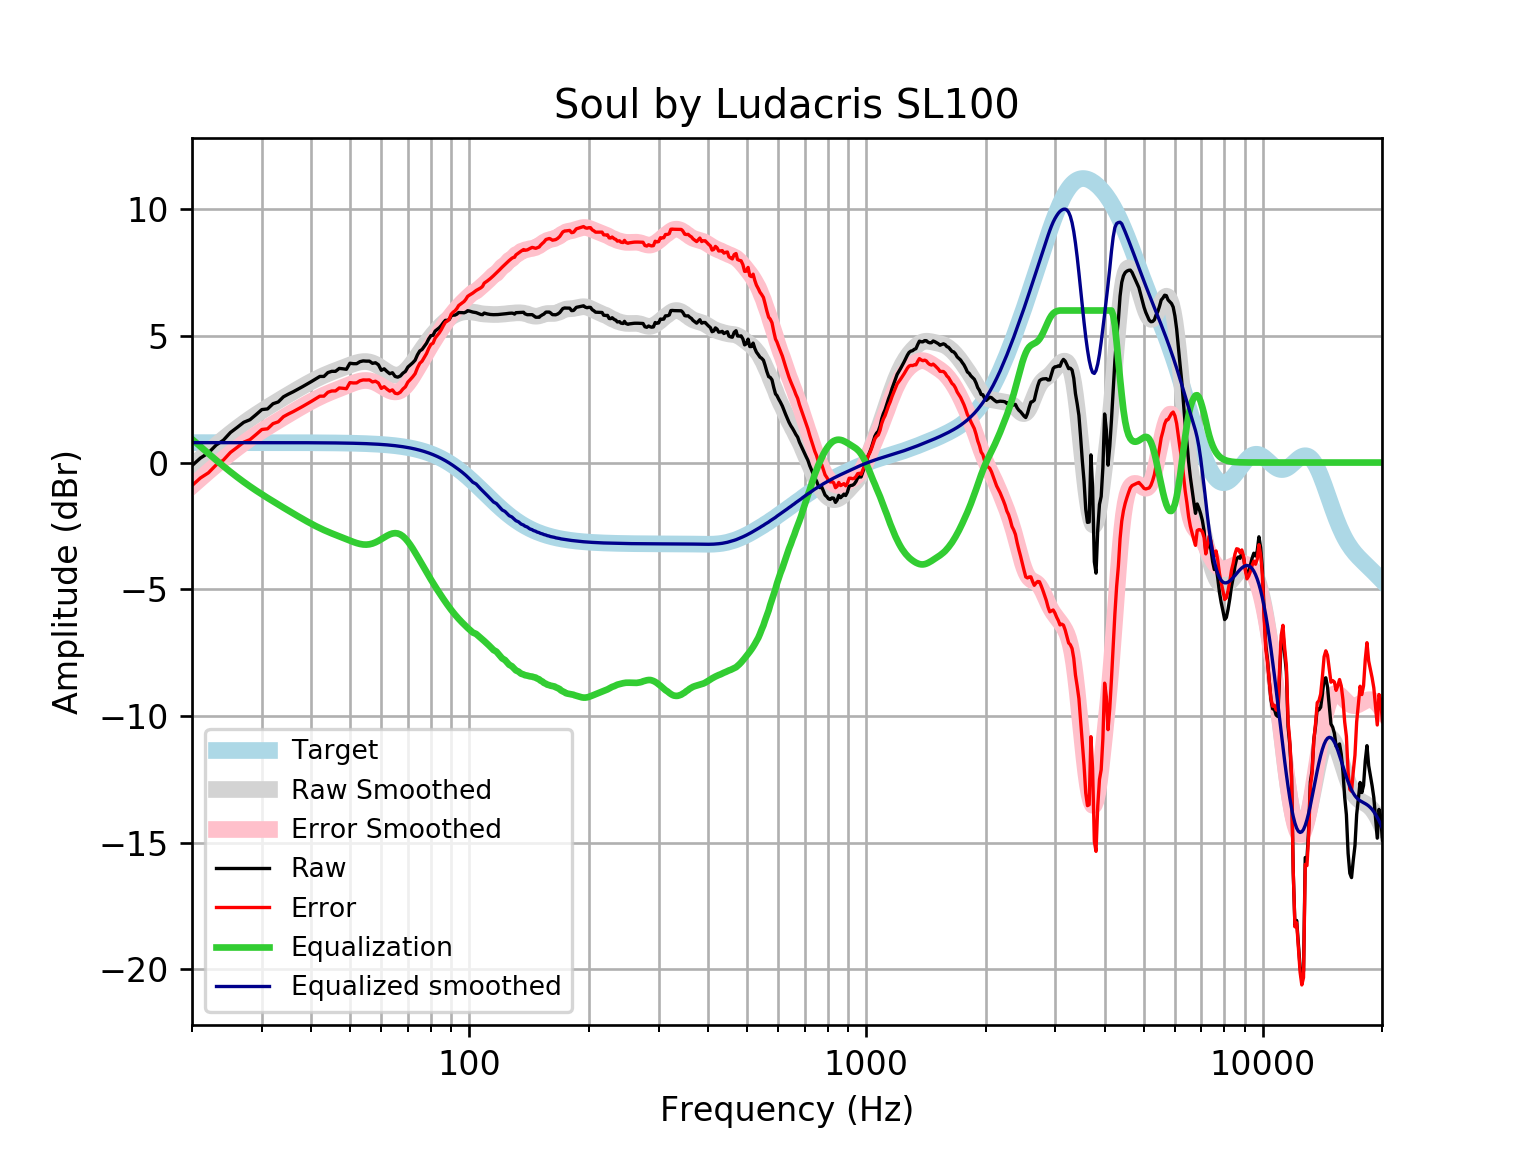 Soul by Ludacris SL100
Amplitude (dBr)
10
5
0
−5
−10
−15
−20
Target
Raw Smoothed
Error Smoothed
Raw
Error
Equalization
Equalized smoothed
100
1000
10000
Frequency (Hz)